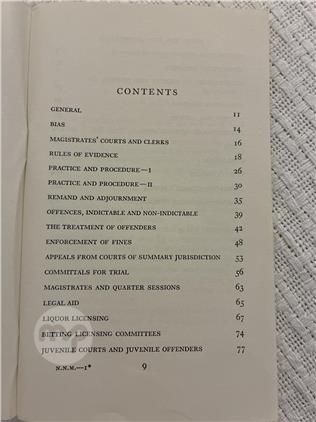 CONTENTS
GENERAL 11
BIAS 14
MAGISTRATES' COURTS AND CLERKS 16
RULES OF EVIDENCE 18
PRACTICE AND PROCEDURE—I 26
PRACTICE AND PROCEDURE—II 30
REMAND AND ADJOURNMENT 35
OFFENCES, INDICTABLE AND NON-INDICTABLE 39
THE TREATMENT OF OFFENDERS 42
ENFORCEMENT OF FINES 48
APPEALS FROM COURTS OF SUMMARY JURISDICTION 53
COMMITTALS FOR TRIAL 56
MAGISTRATES AND QUARTER SESSIONS 63
LEGAL AID 65
LIQUOR LICENSING 67
BETTING LICENSING COMMITTEES 74
JUVENILE COURTS AND JUVENILE OFFENDERS 77
N.N.M.—1* 9